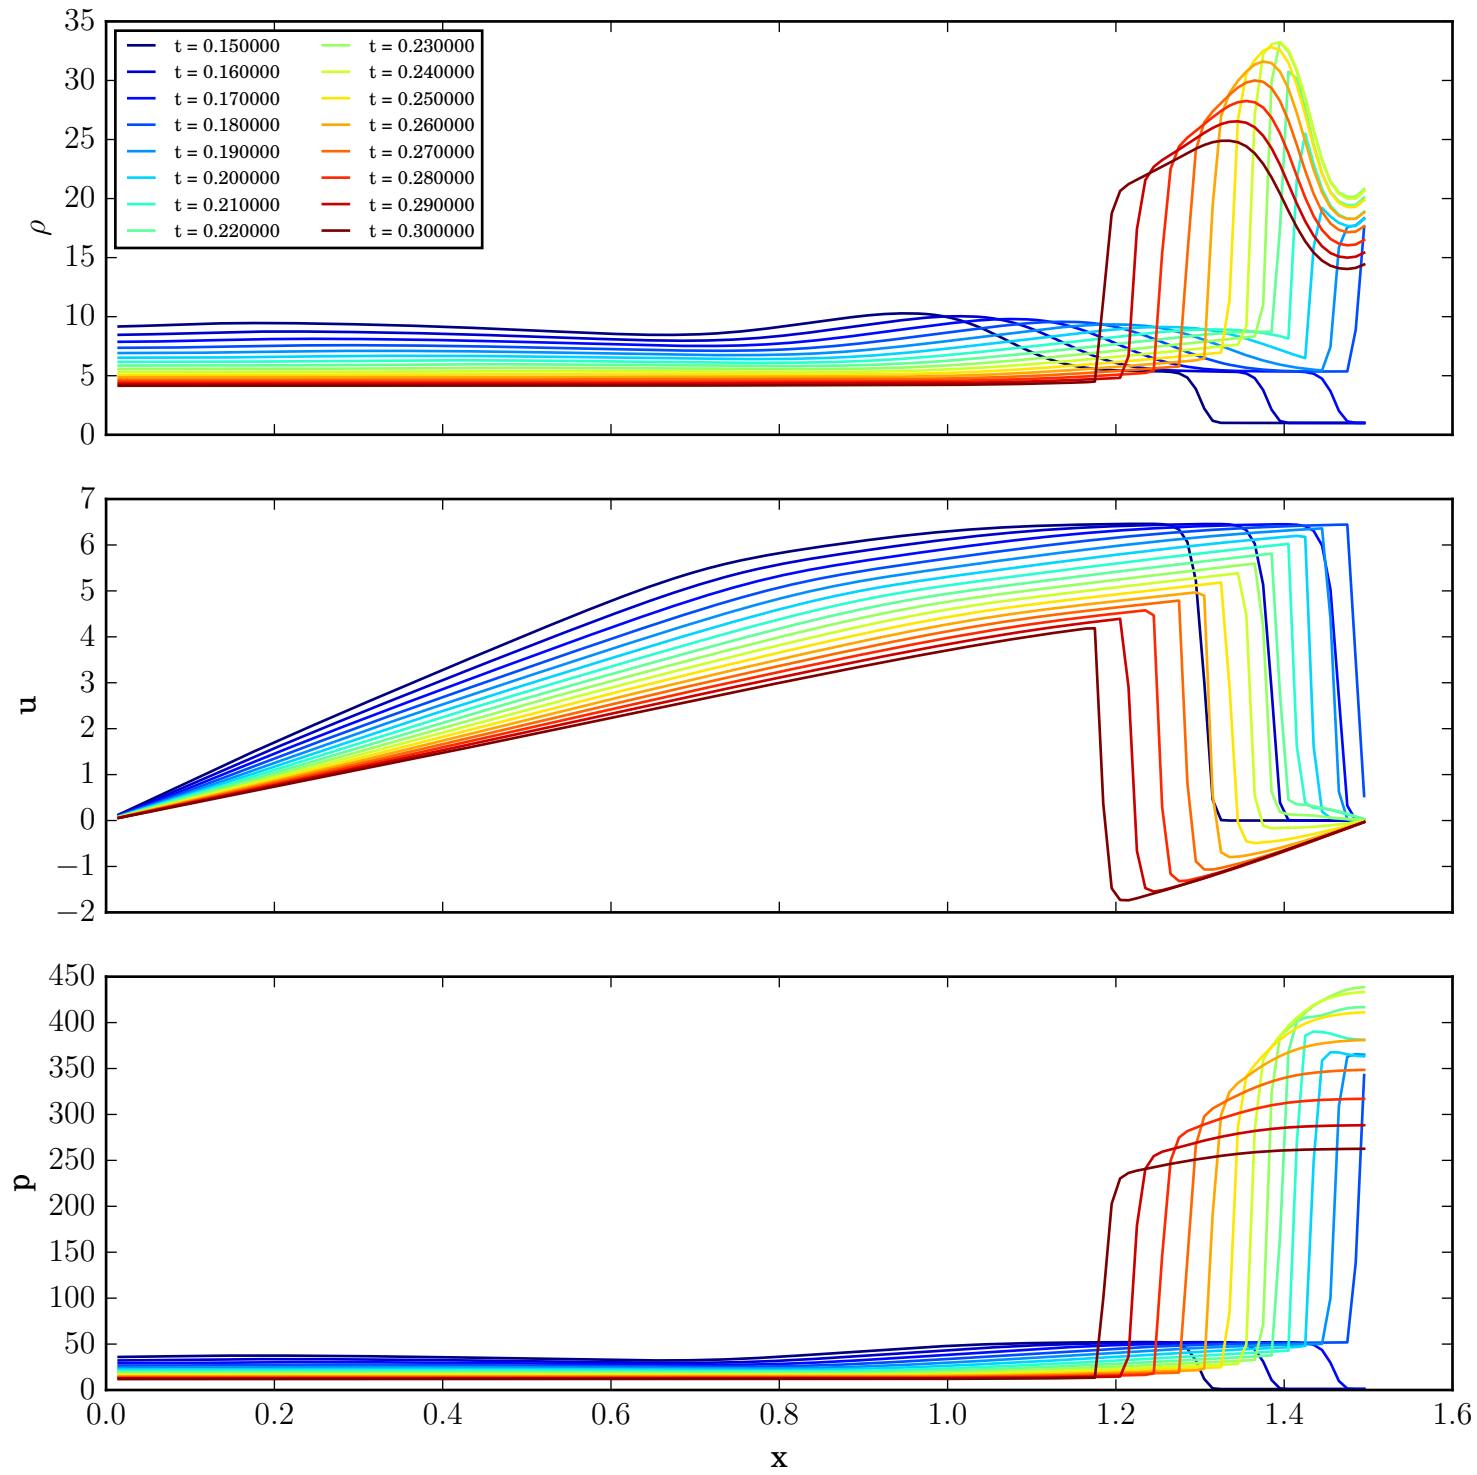 35
30
25
20
15
10
5
0
ρ
t = 0.150000 t = 0.230000
t = 0.160000 t = 0.240000
t = 0.170000 t = 0.250000
t = 0.180000 t = 0.260000
t = 0.190000 t = 0.270000
t = 0.200000 t = 0.280000
t = 0.210000 t = 0.290000
t = 0.220000 t = 0.300000
7
6
5
4
3
2
1
0
−1
−2
u
450
400
350
300
250
200
150
100
50
0
p
0.0 0.2 0.4 0.6 0.8 1.0 1.2 1.4 1.6
x